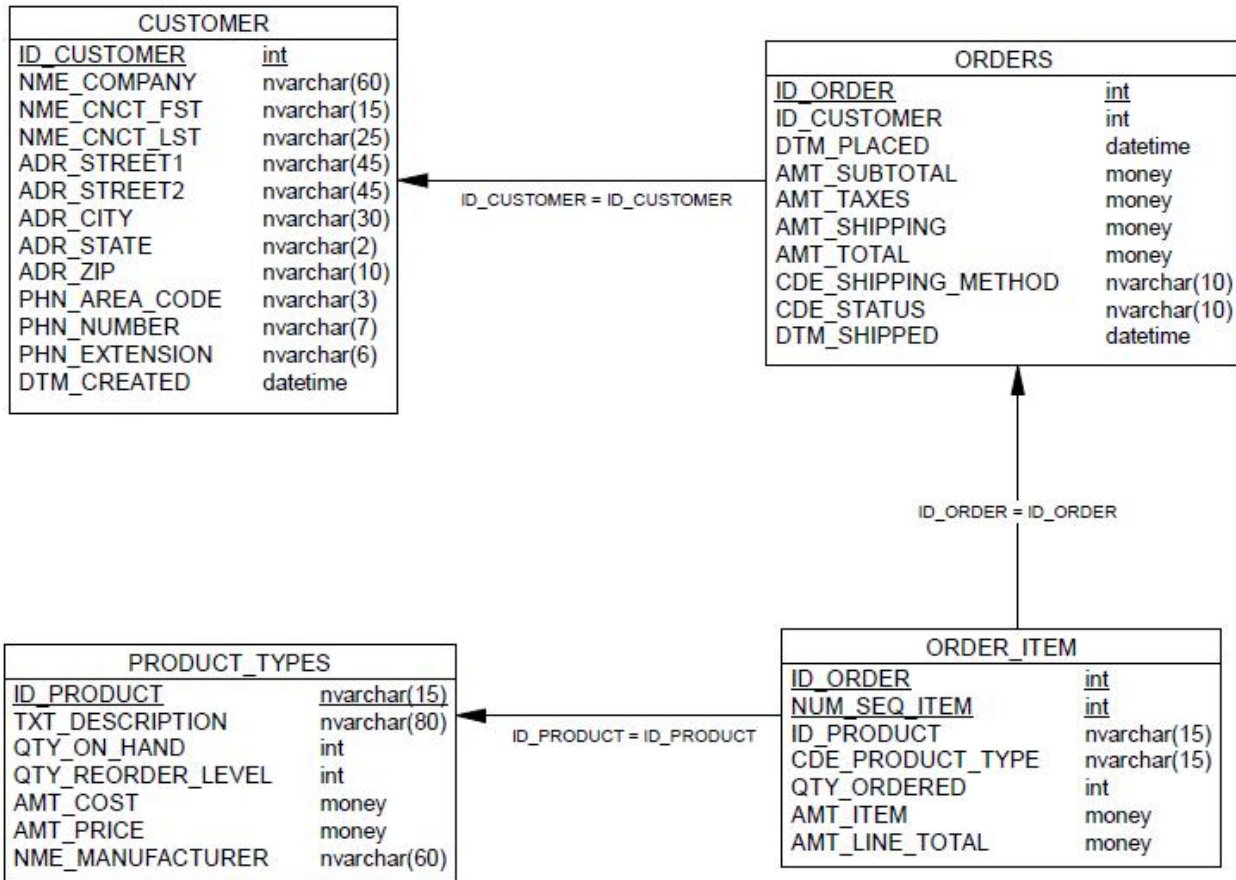 CUSTOMER
ID_CUSTOMER int
NME_COMPANY nvarchar(60)
NME_CNCT_FST nvarchar(15)
NME_CNCT_LST nvarchar(25)
ADR_STREET1 nvarchar(45)
ADR_STREET2 nvarchar(45)
ADR_CITY nvarchar(30)
ADR_STATE nvarchar(2)
ADR_ZIP nvarchar(10)
PHN_AREA_CODE nvarchar(3)
PHN_NUMBER nvarchar(7)
PHN_EXTENSION nvarchar(6)
DTM_CREATED datetime
ID_CUSTOMER = ID_CUSTOMER
ORDERS
ID_ORDER int
ID_CUSTOMER int
DTM_PLACED datetime
AMT_SUBTOTAL money
AMT_TAXES money
AMT_SHIPPING money
AMT_TOTAL money
CDE_SHIPPING_METHOD nvarchar(10)
CDE_STATUS nvarchar(10)
DTM_SHIPPED datetime
ID_ORDER = ID_ORDER
PRODUCT_TYPES
ID_PRODUCT nvarchar(15)
TXT_DESCRIPTION nvarchar(80)
QTY_ON_HAND int
QTY_REORDER_LEVEL int
AMT_COST money
AMT_PRICE money
NME_MANUFACTURER nvarchar(60)
ID_PRODUCT = ID_PRODUCT
ORDER_ITEM
ID_ORDER int
NUM_SEQ_ITEM int
ID_PRODUCT nvarchar(15)
CDE_PRODUCT_TYPE nvarchar(15)
QTY_ORDERED int
AMT_ITEM money
AMT_LINE_TOTAL money